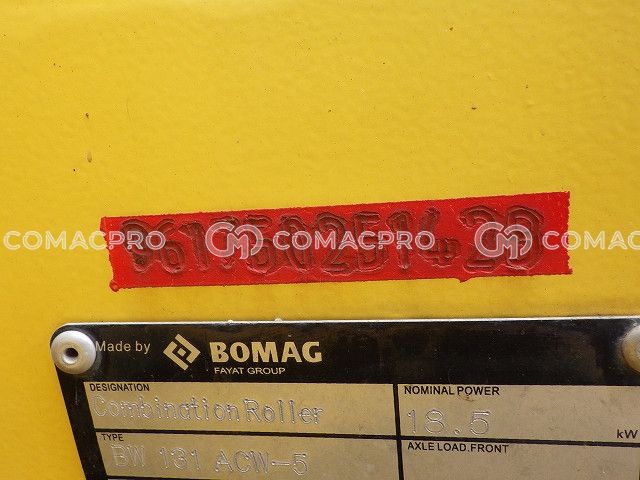 COMACPRO COMACPRO COMACPRO
Made by BOMAG
FAYAT GROUP
DESIGNATION
Combination Roller
NOMINAL POWER
18.5 kW
TYPE
BW 131 ACW-5
AXLE LOAD.FRONT